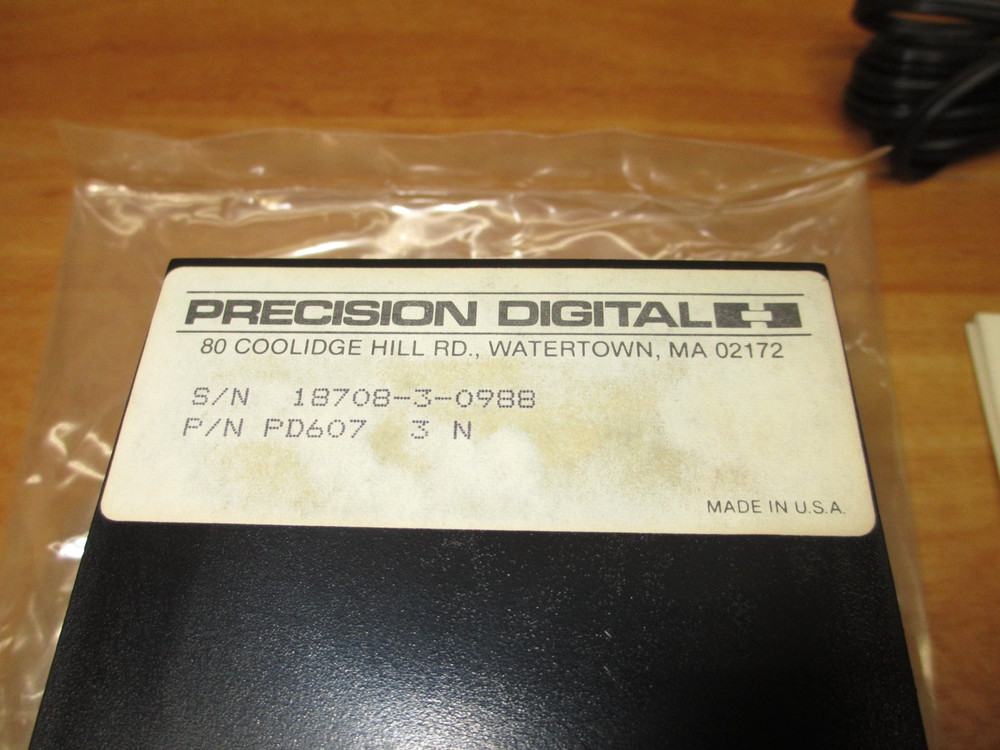 PRECISION DIGITAL
80 COOLIDGE HILL RD., WATERTOWN, MA 02172
S/N 18708-3-0988
P/N PD607 3 N
MADE IN U.S.A.